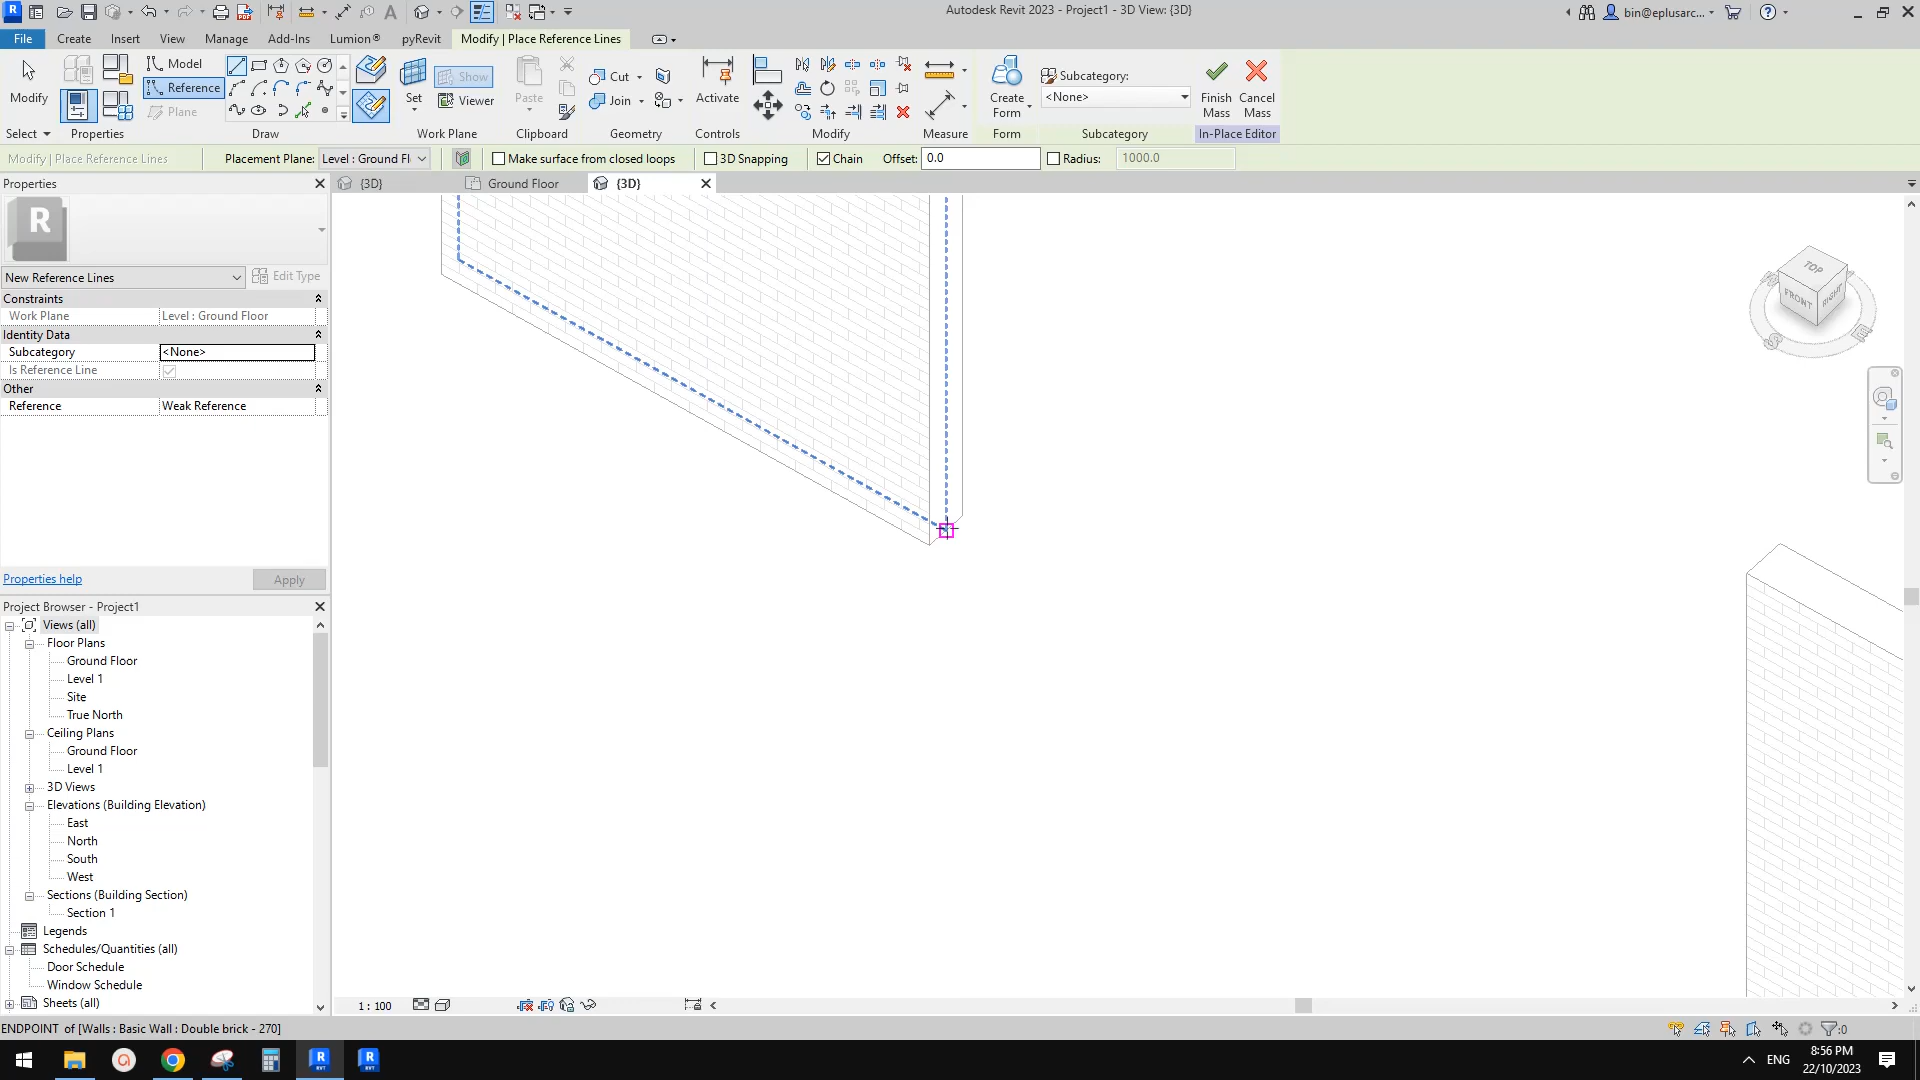 Autodesk Revit 2023 - Project1 - 3D View: {3D}
bin@eplusarc...
File
Create
Insert
View
Manage
Add-Ins
Lumion®
pyRevit
Modify | Place Reference Lines
Modify
Model
Reference
Plane
Set
Show
Viewer
Paste
Cut
Join
Activate
Create
Form
Subcategory:
<None>
Finish
Mass
Cancel
Mass
Select
Properties
Draw
Work Plane
Clipboard
Geometry
Controls
Modify
Measure
Form
Subcategory
In-Place Editor
Modify | Place Reference Lines
Placement Plane:
Level : Ground Fl
Make surface from closed loops
3D Snapping
Chain
Offset:
0.0
Radius:
1000.0
Properties
{3D}
Ground Floor
{3D}
R
New Reference Lines
Edit Type
Constraints
Work Plane
Level : Ground Floor
Identity Data
Subcategory
<None>
Is Reference Line
Other
Reference
Weak Reference
Properties help
Apply
TOP
FRONT
RIGHT
S
E
Project Browser - Project1
Views (all)
Floor Plans
Ground Floor
Level 1
Site
True North
Ceiling Plans
Ground Floor
Level 1
3D Views
Elevations (Building Elevation)
East
North
South
West
Sections (Building Section)
Section 1
Legends
Schedules/Quantities (all)
Door Schedule
Window Schedule
Sheets (all)
1 : 100
ENDPOINT of [Walls : Basic Wall : Double brick - 270]
:0
ENG
8:56 PM
22/10/2023